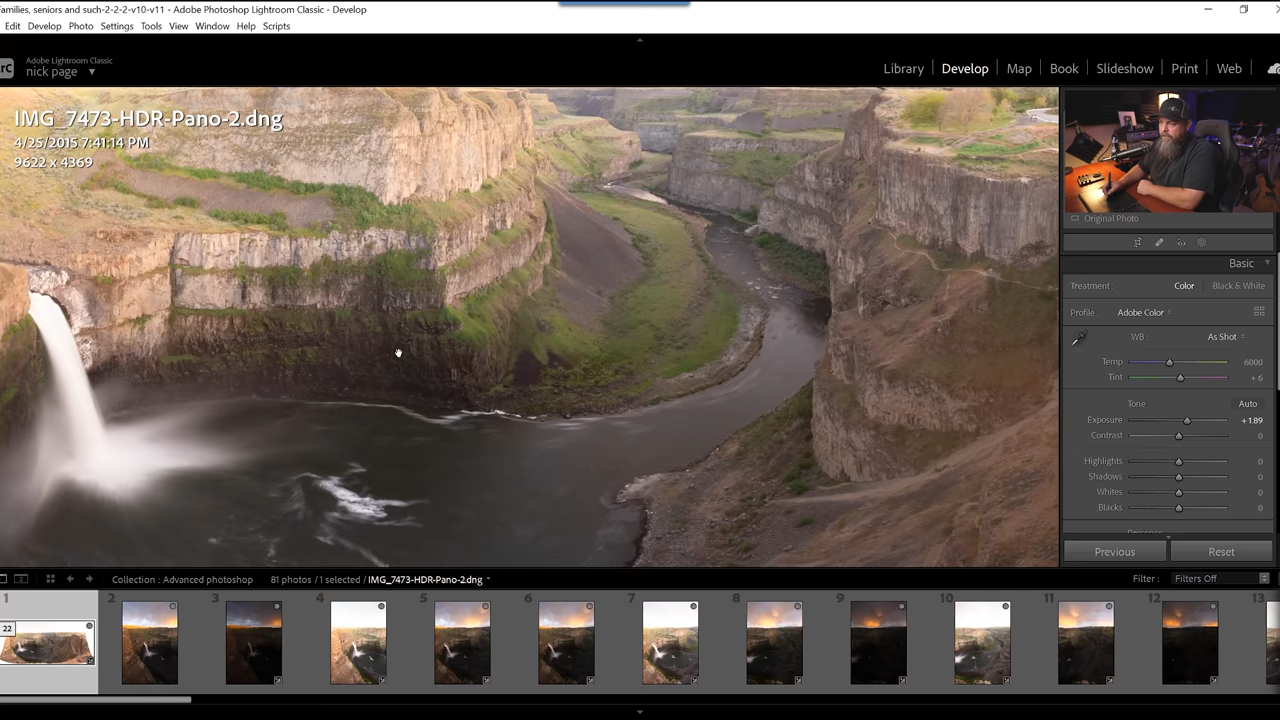 Families, seniors and such-2-2-2-v10-v11 - Adobe Photoshop Lightroom Classic - Develop
Edit Develop Photo Settings Tools View Window Help Scripts
rC
Adobe Lightroom Classic
nick page
Library Develop Map Book Slideshow Print Web
IMG_7473-HDR-Pano-2.dng
4/25/2015 7:41:14 PM
9622 x 4369
Original Photo
Basic
Treatment: Color Black & White
Profile: Adobe Color
WB: As Shot
Temp 6000
Tint + 6
Tone Auto
Exposure + 1.89
Contrast 0
Highlights 0
Shadows 0
Whites 0
Blacks 0
Presence
Previous Reset
Collection : Advanced photoshop 81 photos / 1 selected / IMG_7473-HDR-Pano-2.dng
Filter : Filters Off
1 2 3 4 5 6 7 8 9 10 11 12 13
22